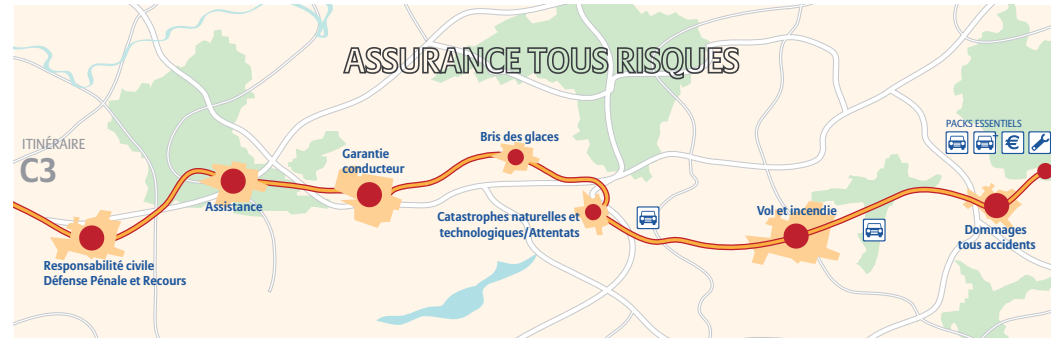 ASSURANCE TOUS RISQUES
ITINÉRAIRE
C3
PACKS ESSENTIELS
€
Bris des glaces
Garantie
conducteur
Assistance
Catastrophes naturelles et
technologiques/Attentats
Vol et incendie
Dommages
tous accidents
Responsabilité civile
Défense Pénale et Recours